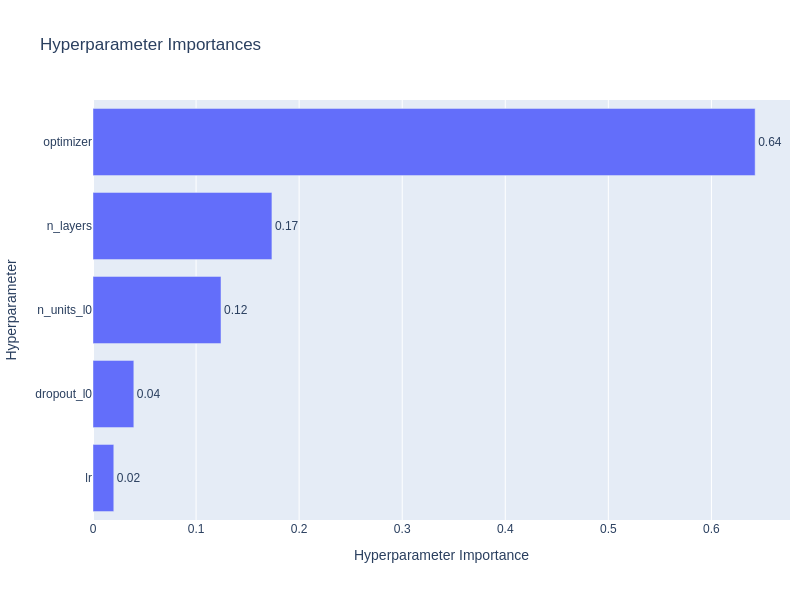 Hyperparameter Importances
optimizer 0.64
n_layers 0.17
n_units_l0 0.12
dropout_l0 0.04
lr 0.02
0 0.1 0.2 0.3 0.4 0.5 0.6
Hyperparameter Importance
Hyperparameter